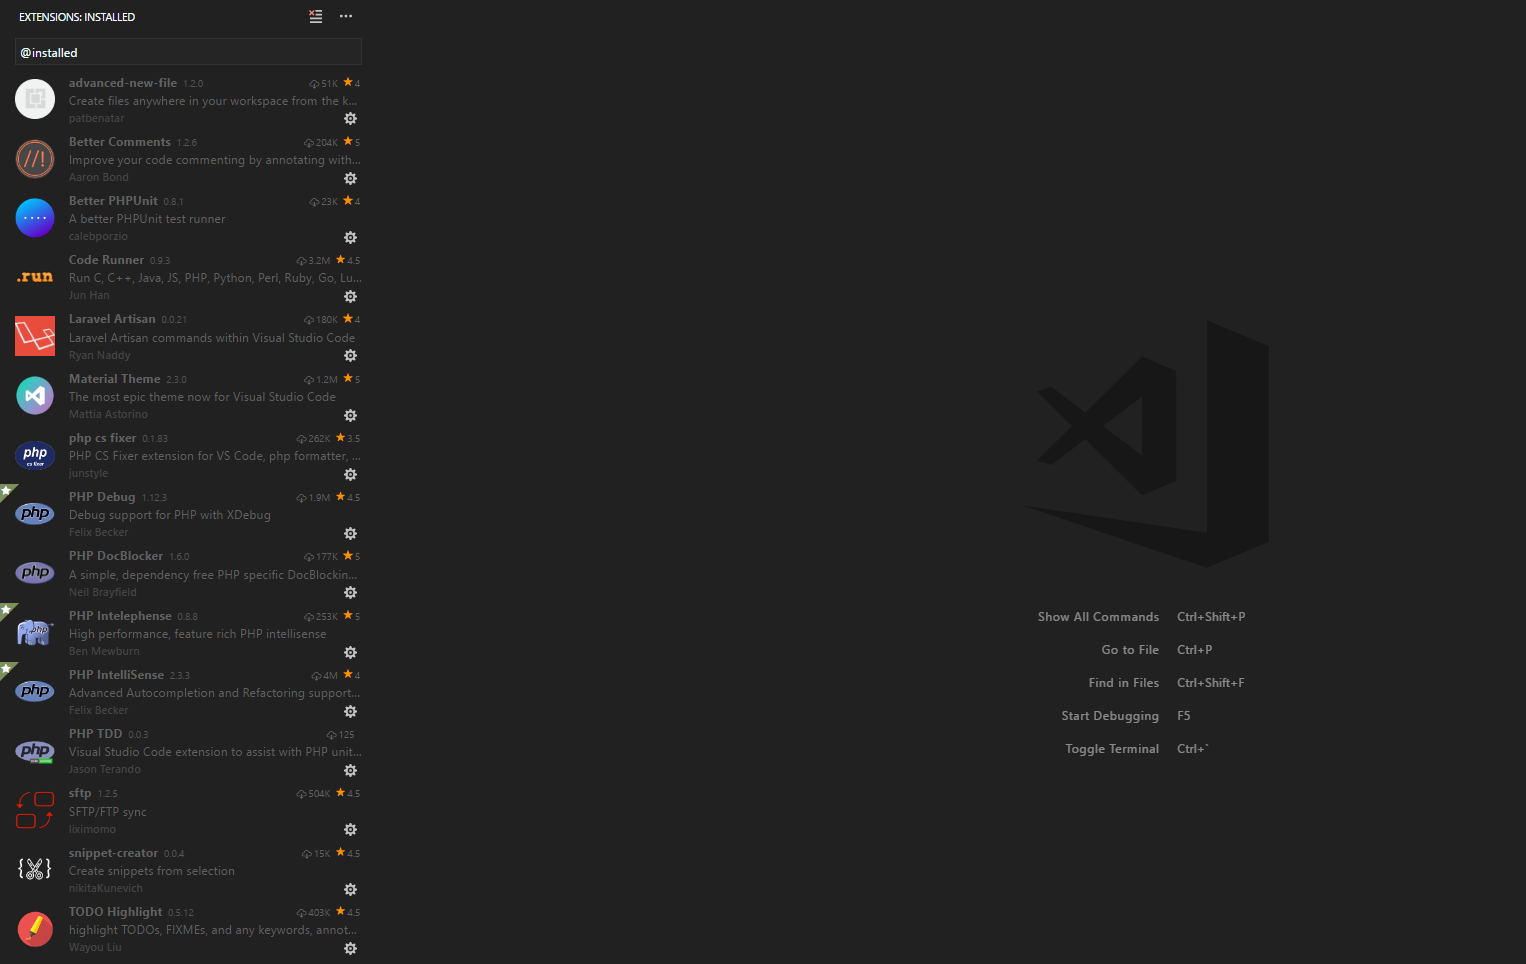 EXTENSIONS: INSTALLED
@installed
advanced-new-file 1.2.0 51K 4
Create files anywhere in your workspace from the k...
patbenatar
Better Comments 1.2.6 204K 5
Improve your code commenting by annotating with...
Aaron Bond
Better PHPUnit 0.8.1 23K 4
A better PHPUnit test runner
calebporzio
Code Runner 0.9.3 3.2M 4.5
.run
Run C, C++, Java, JS, PHP, Python, Perl, Ruby, Go, Lu...
Jun Han
Laravel Artisan 0.0.21 180K 4
Laravel Artisan commands within Visual Studio Code
Ryan Naddy
Material Theme 2.3.0 1.2M 5
The most epic theme now for Visual Studio Code
Mattia Astorino
php cs fixer 0.1.83 262K 3.5
php
cs fixer
PHP CS Fixer extension for VS Code, php formatter, ...
junstyle
PHP Debug 1.12.3 1.9M 4.5
php
Debug support for PHP with XDebug
Felix Becker
PHP DocBlocker 1.6.0 177K 5
php
A simple, dependency free PHP specific DocBlockin...
Neil Brayfield
PHP Intelephense 0.8.8 253K 5
php
High performance, feature rich PHP intellisense
Ben Mewburn
PHP IntelliSense 2.3.3 4M 4
php
Advanced Autocompletion and Refactoring support...
Felix Becker
PHP TDD 0.0.3 125
php
Visual Studio Code extension to assist with PHP unit...
Jason Terando
sftp 1.2.5 504K 4.5
SFTP/FTP sync
liximomo
snippet-creator 0.0.4 15K 4.5
Create snippets from selection
nikitaKunevich
TODO Highlight 0.5.12 403K 4.5
highlight TODOs, FIXMEs, and any keywords, annot...
Wayou Liu
Show All Commands Ctrl+Shift+P
Go to File Ctrl+P
Find in Files Ctrl+Shift+F
Start Debugging F5
Toggle Terminal Ctrl+`